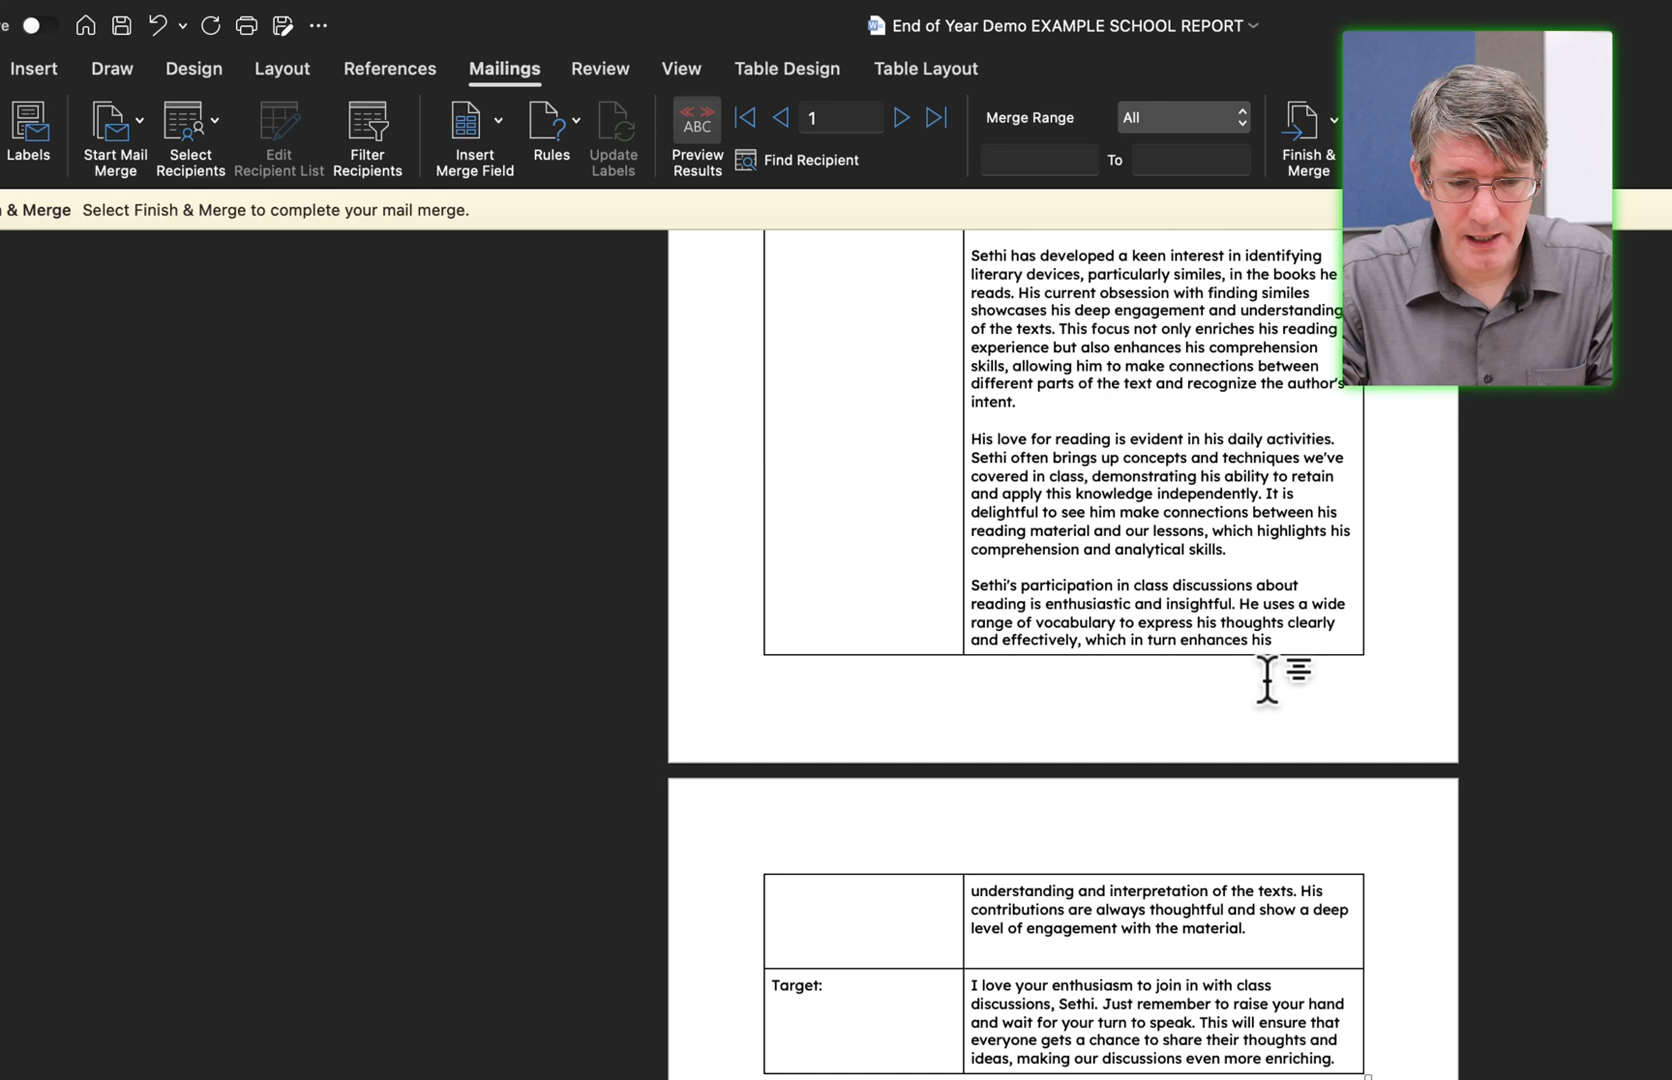 End of Year Demo EXAMPLE SCHOOL REPORT
Insert Draw Design Layout References Mailings Review View Table Design Table Layout
Labels
Start Mail Merge
Select Recipients
Edit Recipient List
Filter Recipients
Insert Merge Field
Rules
Update Labels
ABC
Preview Results
1
Find Recipient
Merge Range
All
To
Finish & Merge
& Merge Select Finish & Merge to complete your mail merge.
Sethi has developed a keen interest in identifying
literary devices, particularly similes, in the books he
reads. His current obsession with finding similes
showcases his deep engagement and understanding
of the texts. This focus not only enriches his reading
experience but also enhances his comprehension
skills, allowing him to make connections between
different parts of the text and recognize the author's
intent.
His love for reading is evident in his daily activities.
Sethi often brings up concepts and techniques we've
covered in class, demonstrating his ability to retain
and apply this knowledge independently. It is
delightful to see him make connections between his
reading material and our lessons, which highlights his
comprehension and analytical skills.
Sethi's participation in class discussions about
reading is enthusiastic and insightful. He uses a wide
range of vocabulary to express his thoughts clearly
and effectively, which in turn enhances his
understanding and interpretation of the texts. His
contributions are always thoughtful and show a deep
level of engagement with the material.
Target:
I love your enthusiasm to join in with class
discussions, Sethi. Just remember to raise your hand
and wait for your turn to speak. This will ensure that
everyone gets a chance to share their thoughts and
ideas, making our discussions even more enriching.